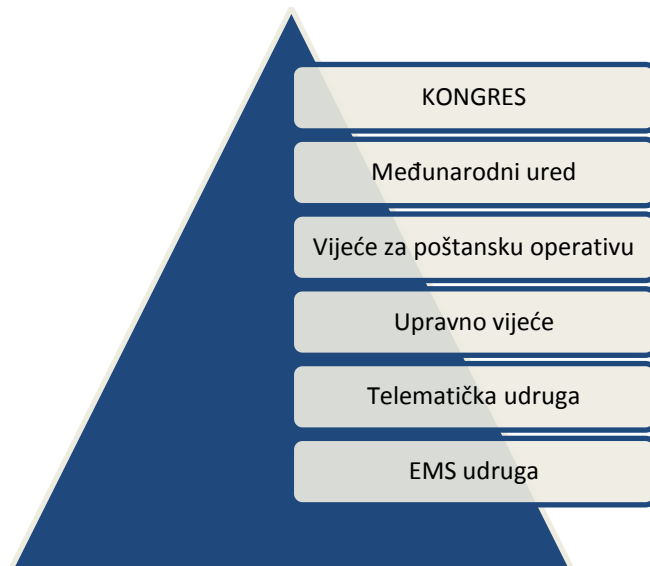 KONGRES
Međunarodni ured
Vijeće za poštansku operativu
Upravno vijeće
Telematička udruga
EMS udruga